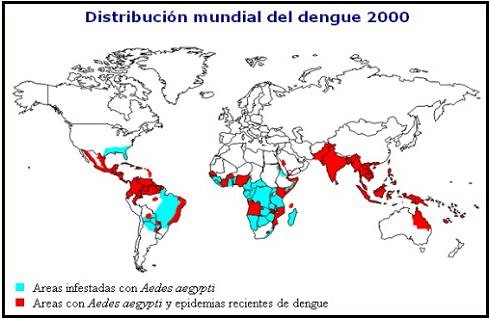 Distribución mundial del dengue 2000
Areas infestadas con Aedes aegypti
Areas con Aedes aegypti y epidemias recientes de dengue